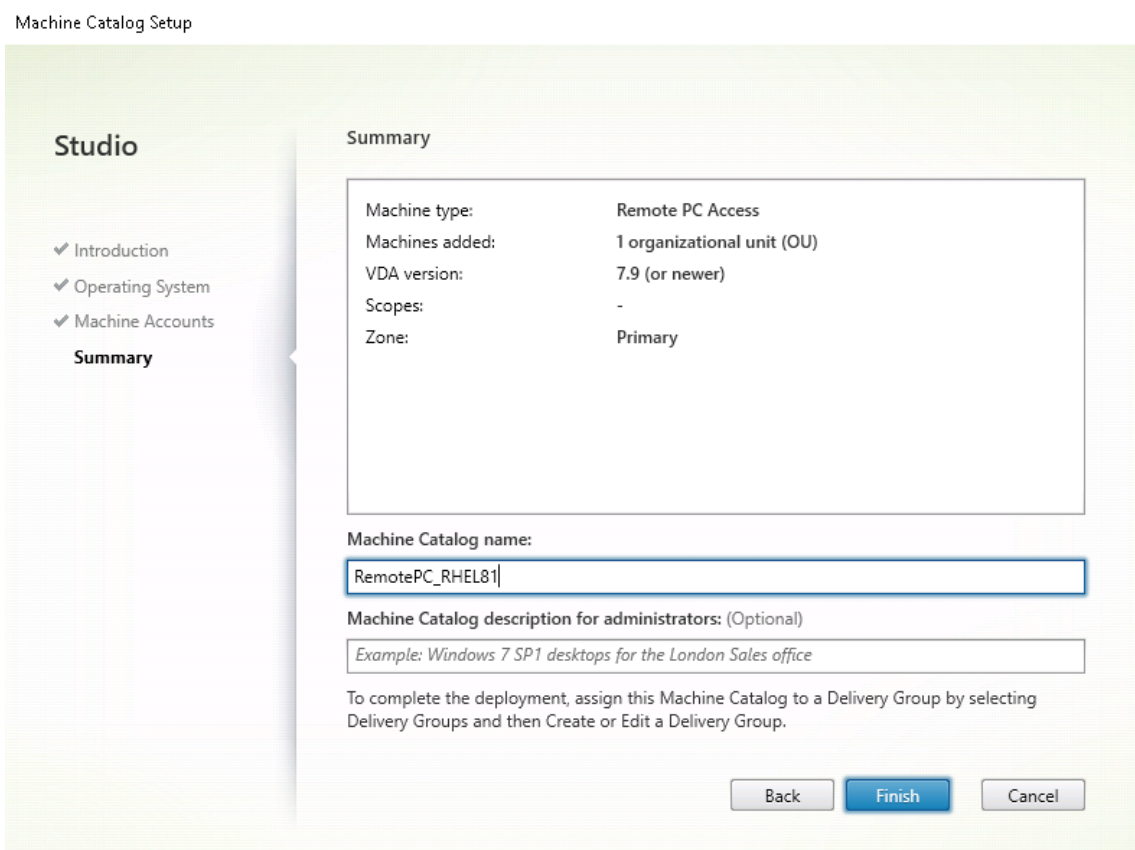 Machine Catalog Setup
Studio
✔ Introduction
✔ Operating System
✔ Machine Accounts
Summary
Summary
Machine type: Remote PC Access
Machines added: 1 organizational unit (OU)
VDA version: 7.9 (or newer)
Scopes: -
Zone: Primary
Machine Catalog name:
RemotePC_RHEL81
Machine Catalog description for administrators: (Optional)
Example: Windows 7 SP1 desktops for the London Sales office
To complete the deployment, assign this Machine Catalog to a Delivery Group by selecting
Delivery Groups and then Create or Edit a Delivery Group.
Back Finish Cancel